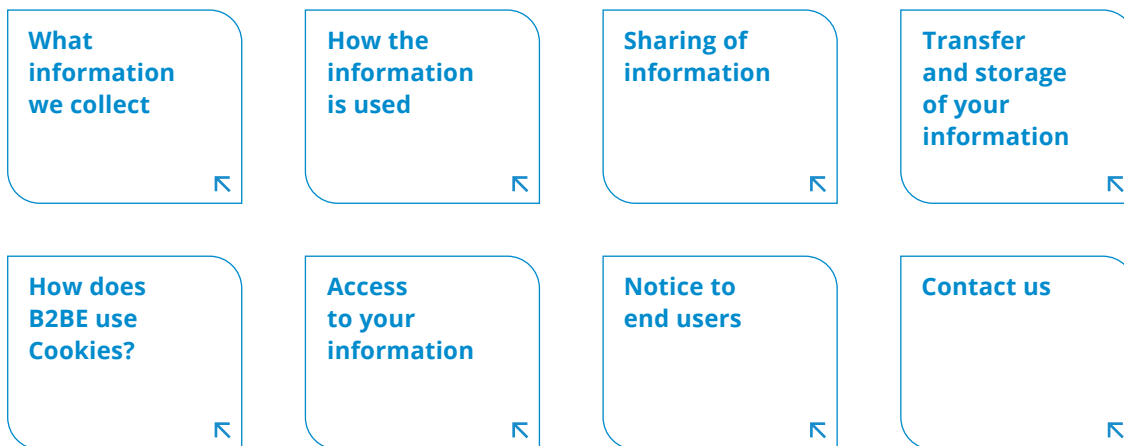 What
information
we collect
How the
information
is used
Sharing of
information
Transfer
and storage
of your
information
How does
B2BE use
Cookies?
Access
to your
information
Notice to
end users
Contact us